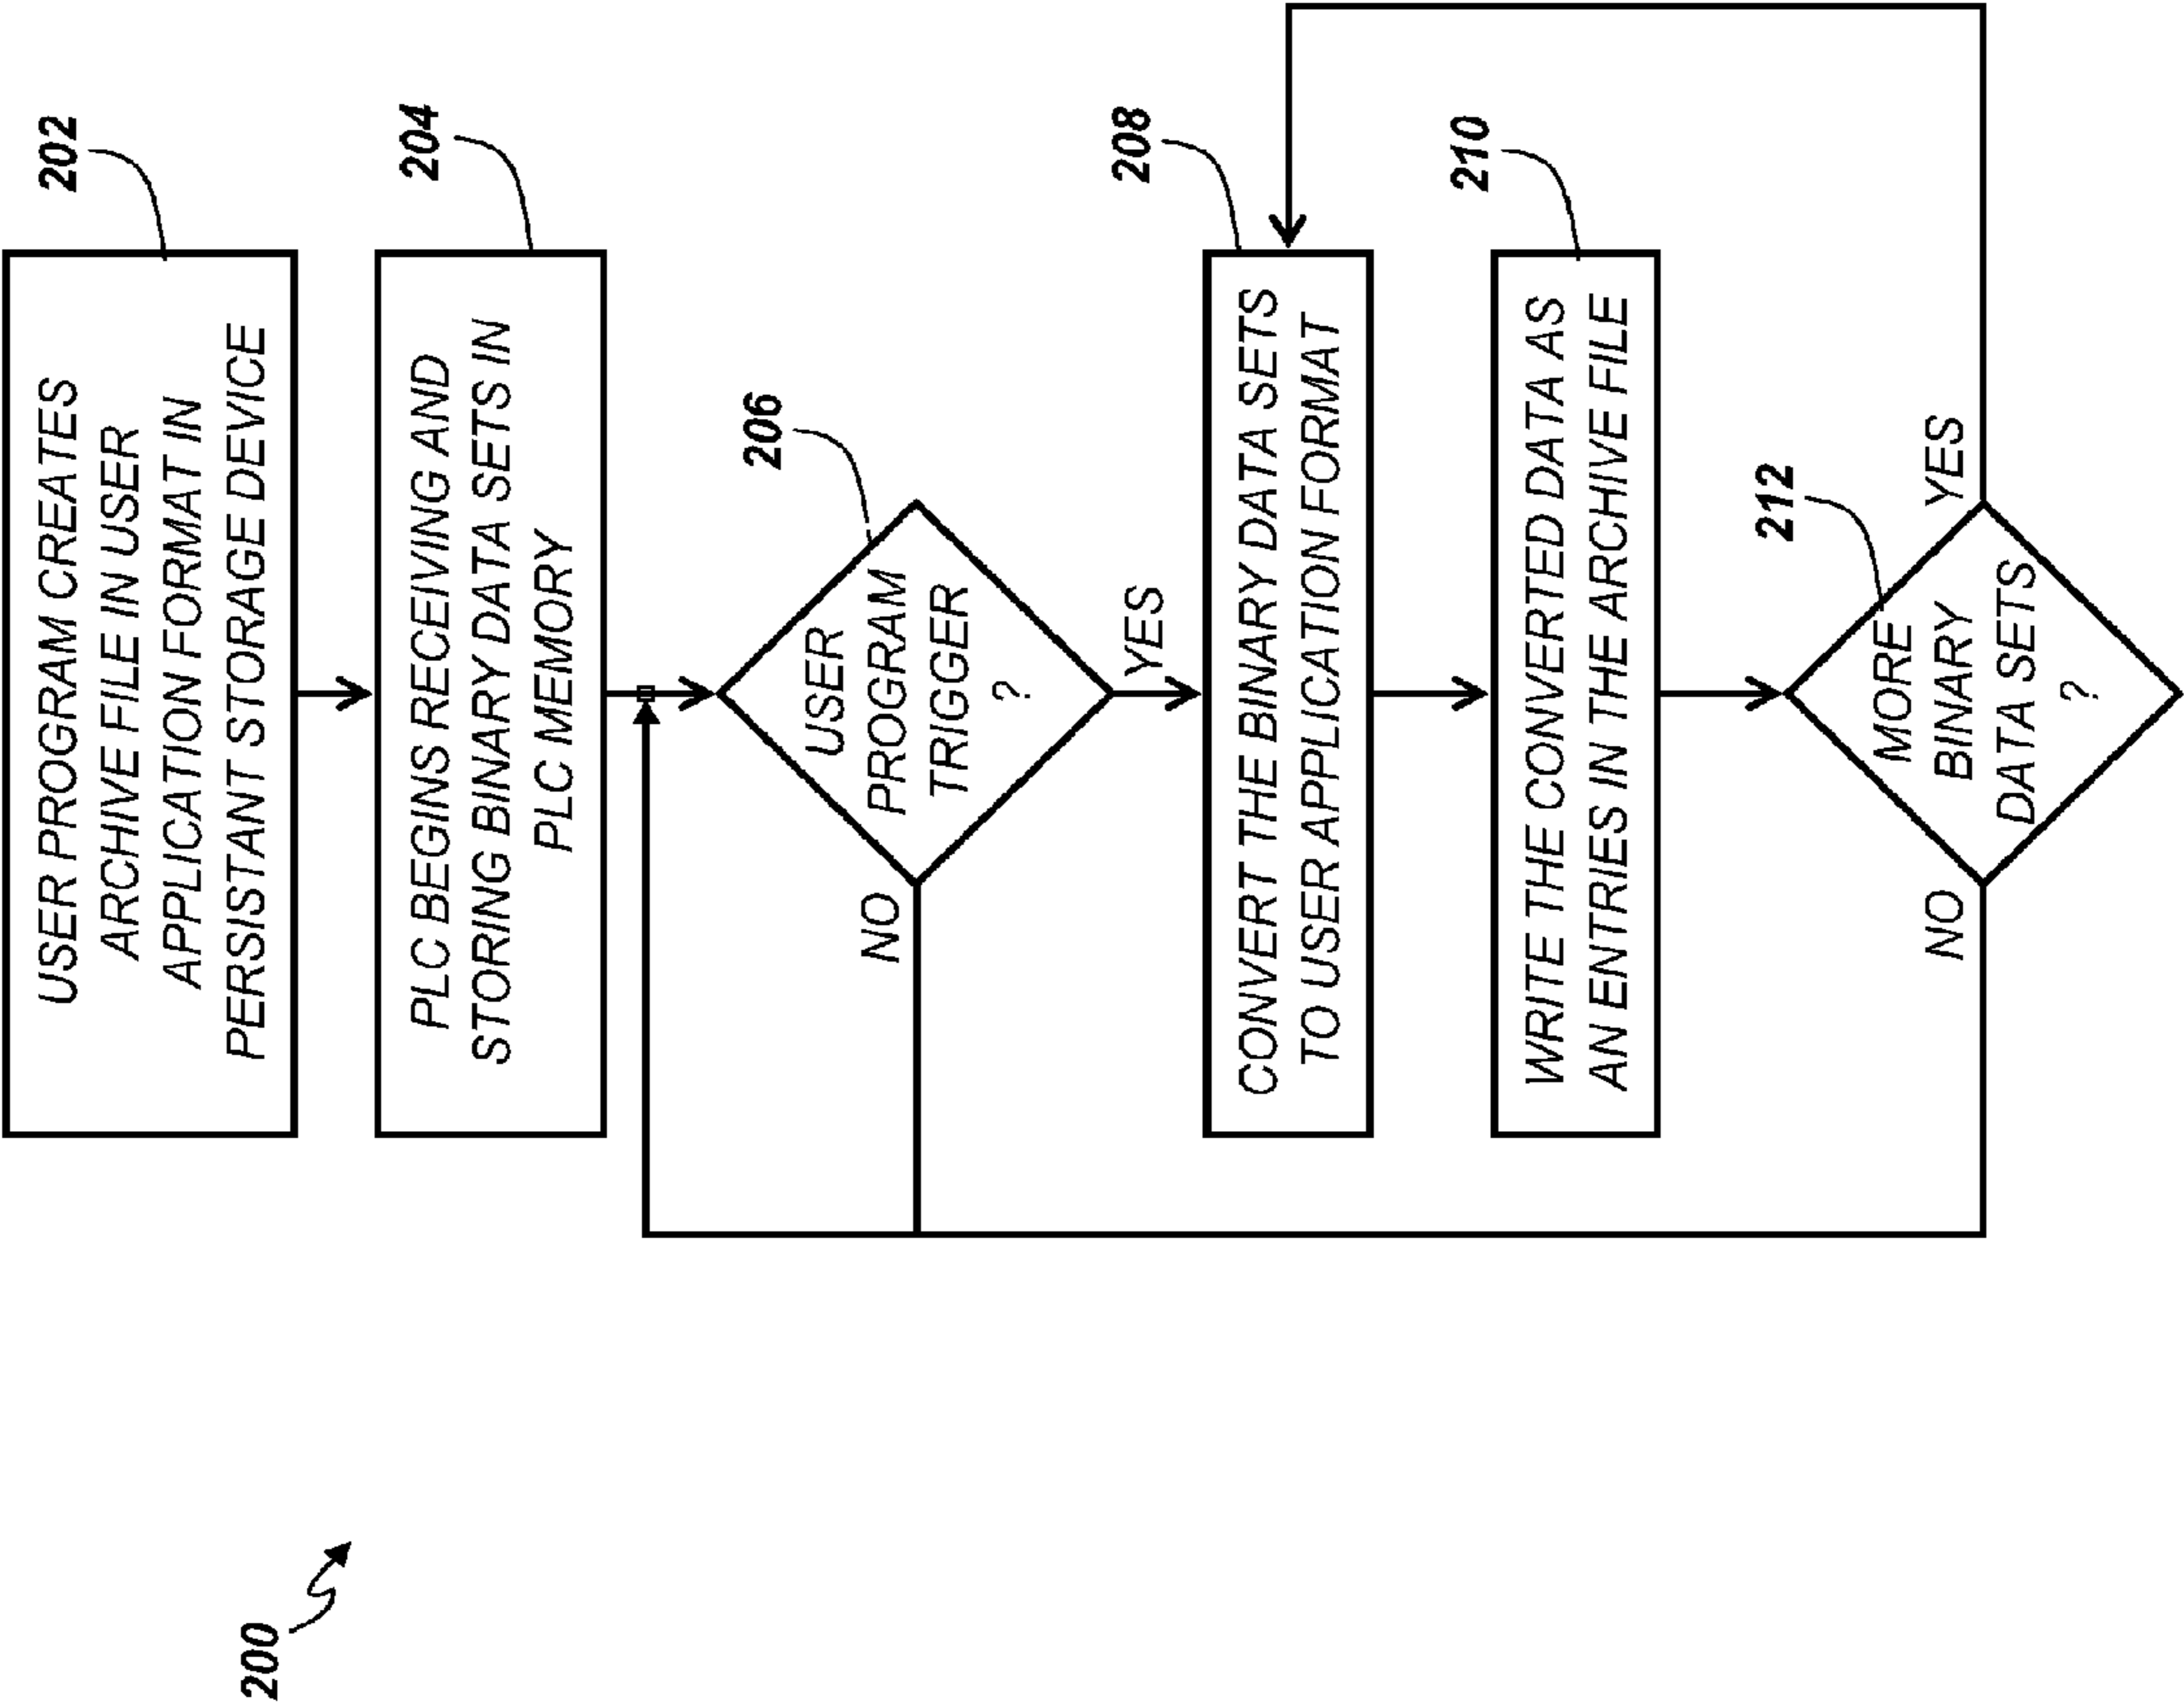 200
202
USER PROGRAM CREATES
ARCHIVE FILE IN USER
APPLICATION FORMAT IN
PERSISTANT STORAGE DEVICE
204
PLC BEGINS RECEIVING AND
STORING BINARY DATA SETS IN
PLC MEMORY
206
USER
PROGRAM
TRIGGER
?
NO
YES
208
CONVERT THE BINARY DATA SETS
TO USER APPLICATION FORMAT
210
WRITE THE CONVERTED DATA AS
AN ENTRIES IN THE ARCHIVE FILE
212
MORE
BINARY
DATA SETS
?
NO
YES